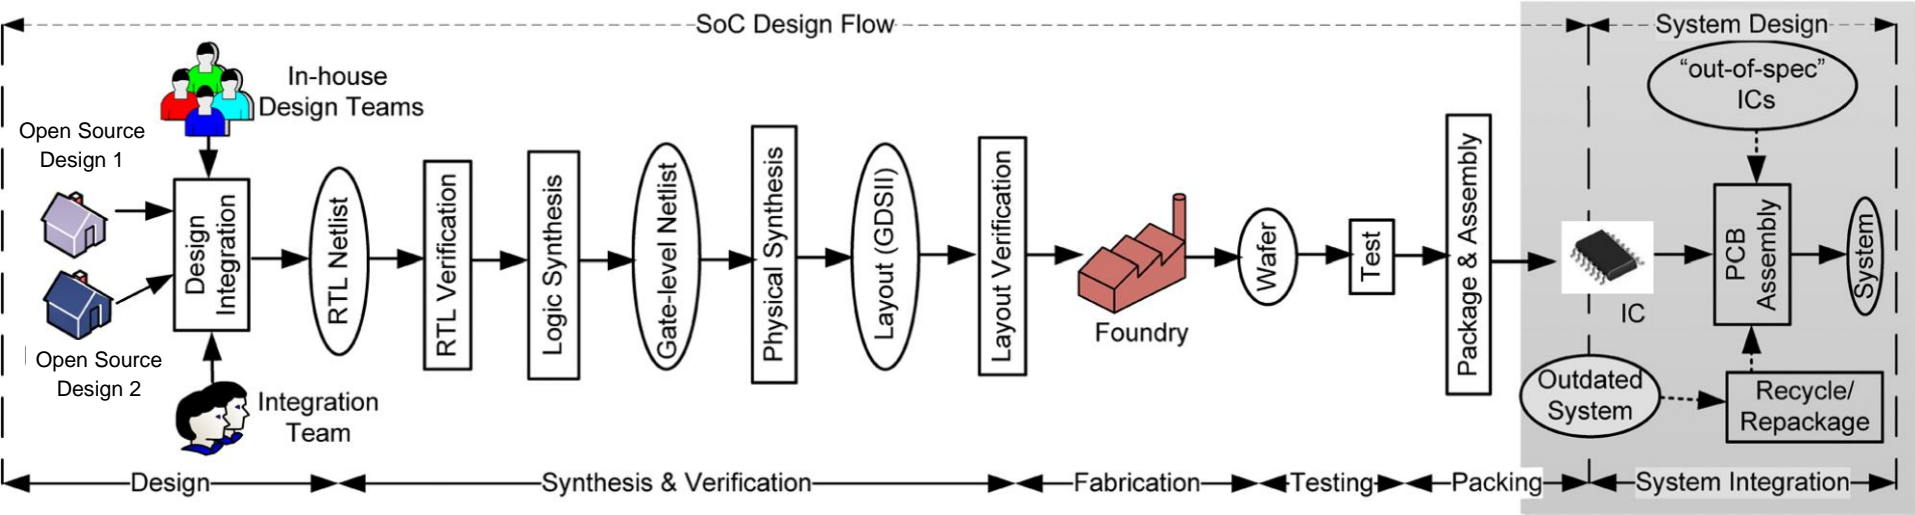 SoC Design Flow
System Design
In-house
Design Teams
Open Source
Design 1
Open Source
Design 2
Integration
Team
Design
Integration
RTL Netlist
RTL Verification
Logic Synthesis
Gate-level Netlist
Physical Synthesis
Layout (GDSII)
Layout Verification
Foundry
Wafer
Test
Package & Assembly
IC
“out-of-spec”
ICs
PCB
Assembly
System
Outdated
System
Recycle/
Repackage
Design
Synthesis & Verification
Fabrication
Testing
Packing
System Integration